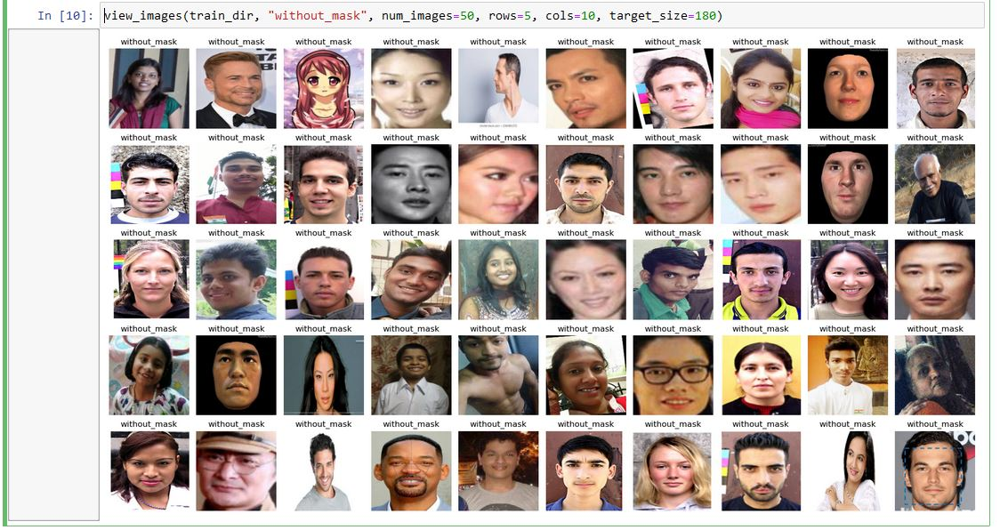 In [10]: view_images(train_dir, "without_mask", num_images=50, rows=5, cols=10, target_size=180)
without_mask without_mask without_mask without_mask without_mask without_mask without_mask without_mask without_mask without_mask
without_mask without_mask without_mask without_mask without_mask without_mask without_mask without_mask without_mask without_mask
without_mask without_mask without_mask without_mask without_mask without_mask without_mask without_mask without_mask without_mask
without_mask without_mask without_mask without_mask without_mask without_mask without_mask without_mask without_mask without_mask
without_mask without_mask without_mask without_mask without_mask without_mask without_mask without_mask without_mask without_mask